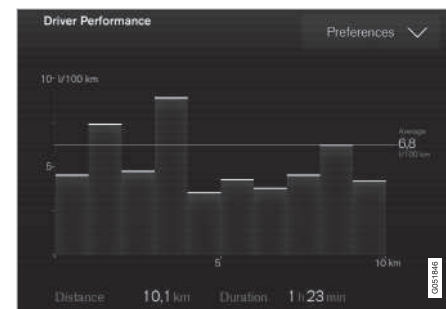 Driver Performance
Preferences
10 l/100 km
Average
6,8
l/100 km
5
5
10 km
Distance 10,1 km Duration 1 h 23 min
G051846